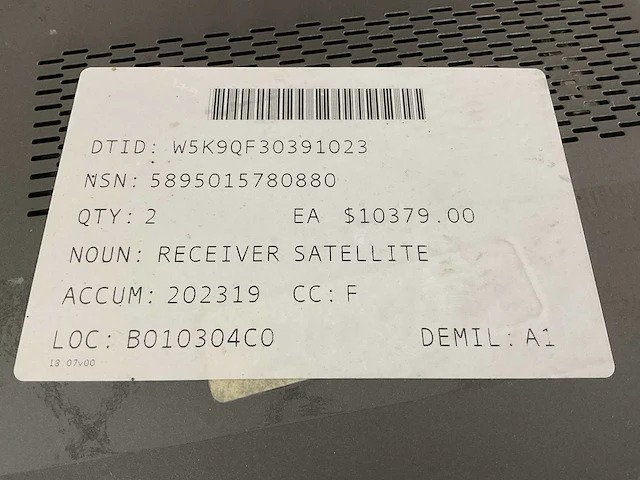 DTID: W5K9QF30391023
NSN: 5895015780880
QTY: 2 EA $10379.00
NOUN: RECEIVER SATELLITE
ACCUM: 202319 CC: F
LOC: B010304C0 DEMIL: A1
I8 07v00